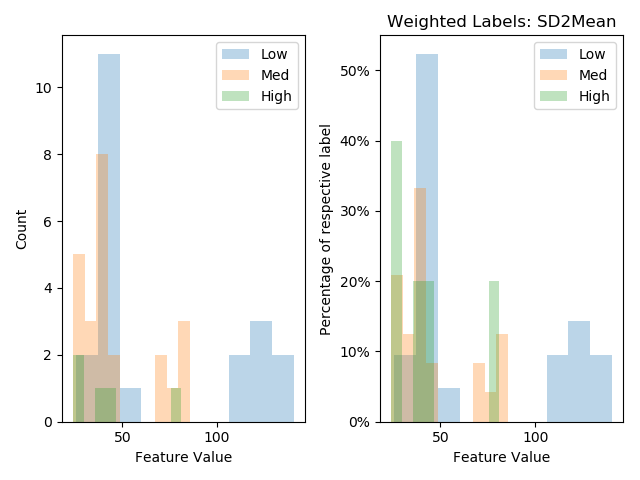 Weighted Labels: SD2Mean
Low
Med
High
10
8
6
4
2
0
Count
50
100
Feature Value
Low
Med
High
50%
40%
30%
20%
10%
0%
Percentage of respective label
50
100
Feature Value